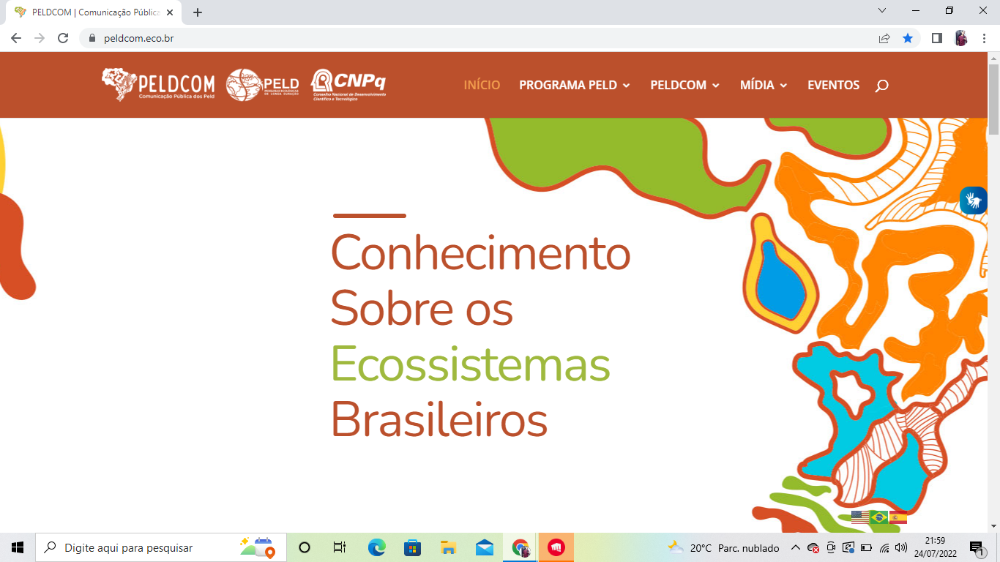 PELDCOM | Comunicação Pública
peldcom.eco.br
PELDCOM
Comunicação Pública dos Peld
PELD
PESQUISAS ECOLÓGICAS
DE LONGA DURAÇÃO
CNPq
Conselho Nacional de Desenvolvimento
Científico e Tecnológico
INÍCIO PROGRAMA PELD PELDCOM MÍDIA EVENTOS
Conhecimento
Sobre os
Ecossistemas
Brasileiros
Digite aqui para pesquisar
20°C Parc. nublado
21:59
24/07/2022
1